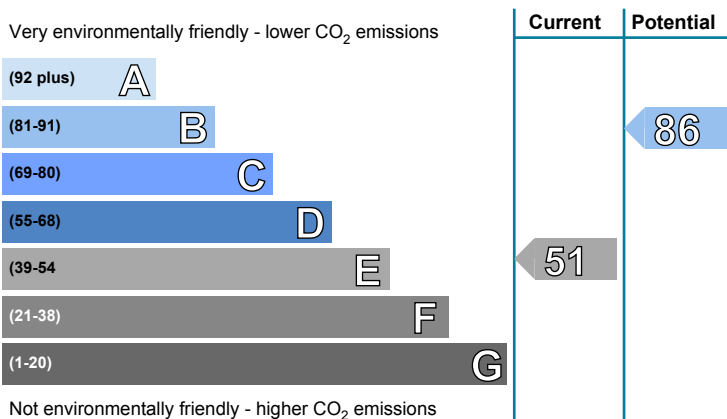 Current Potential
Very environmentally friendly - lower CO2 emissions
(92 plus) A
(81-91) B
86
(69-80) C
(55-68) D
(39-54 E
51
(21-38) F
(1-20) G
Not environmentally friendly - higher CO2 emissions